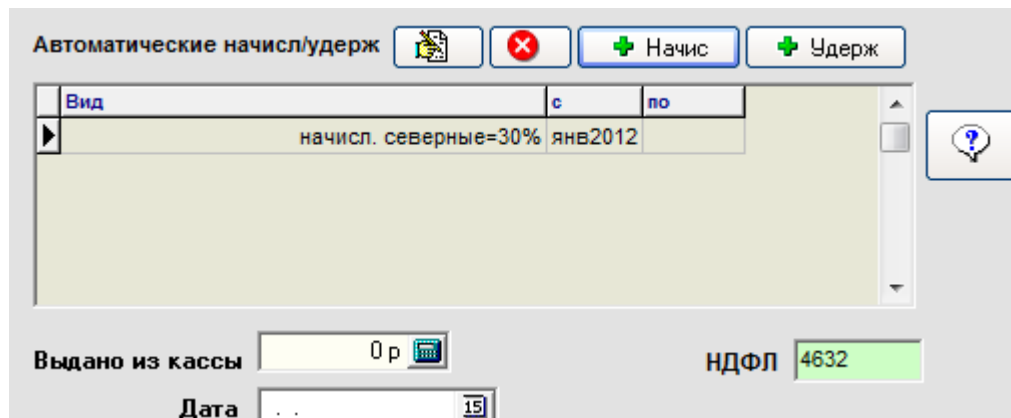 Автоматические начисл/удерж Начис Удерж
Вид с по
начисл. северные=30% янв2012
Выдано из кассы 0 р НДФЛ 4632
Дата . . 15